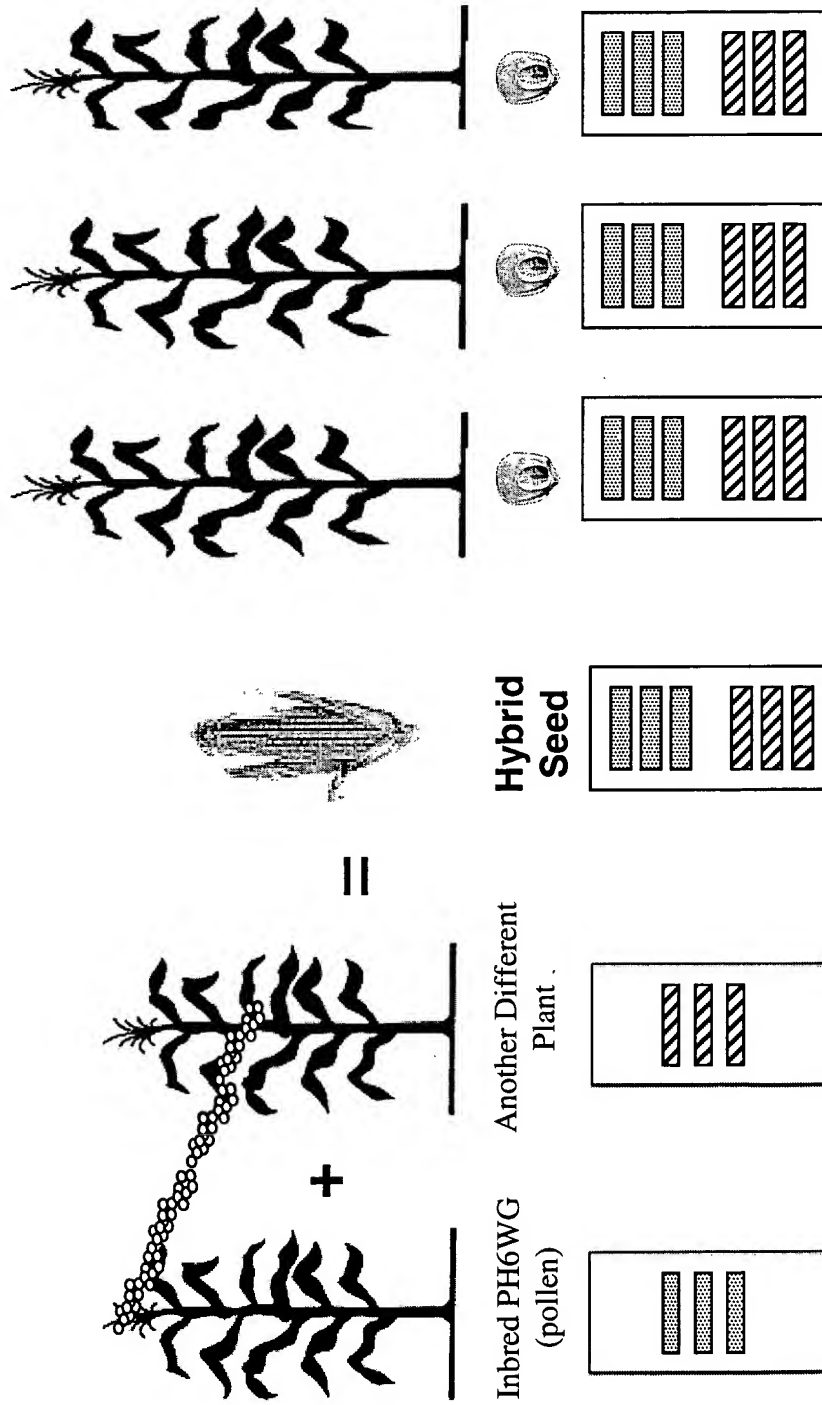 Inbred PH6WG
(pollen)
+
Another Different
Plant
=
Hybrid
Seed